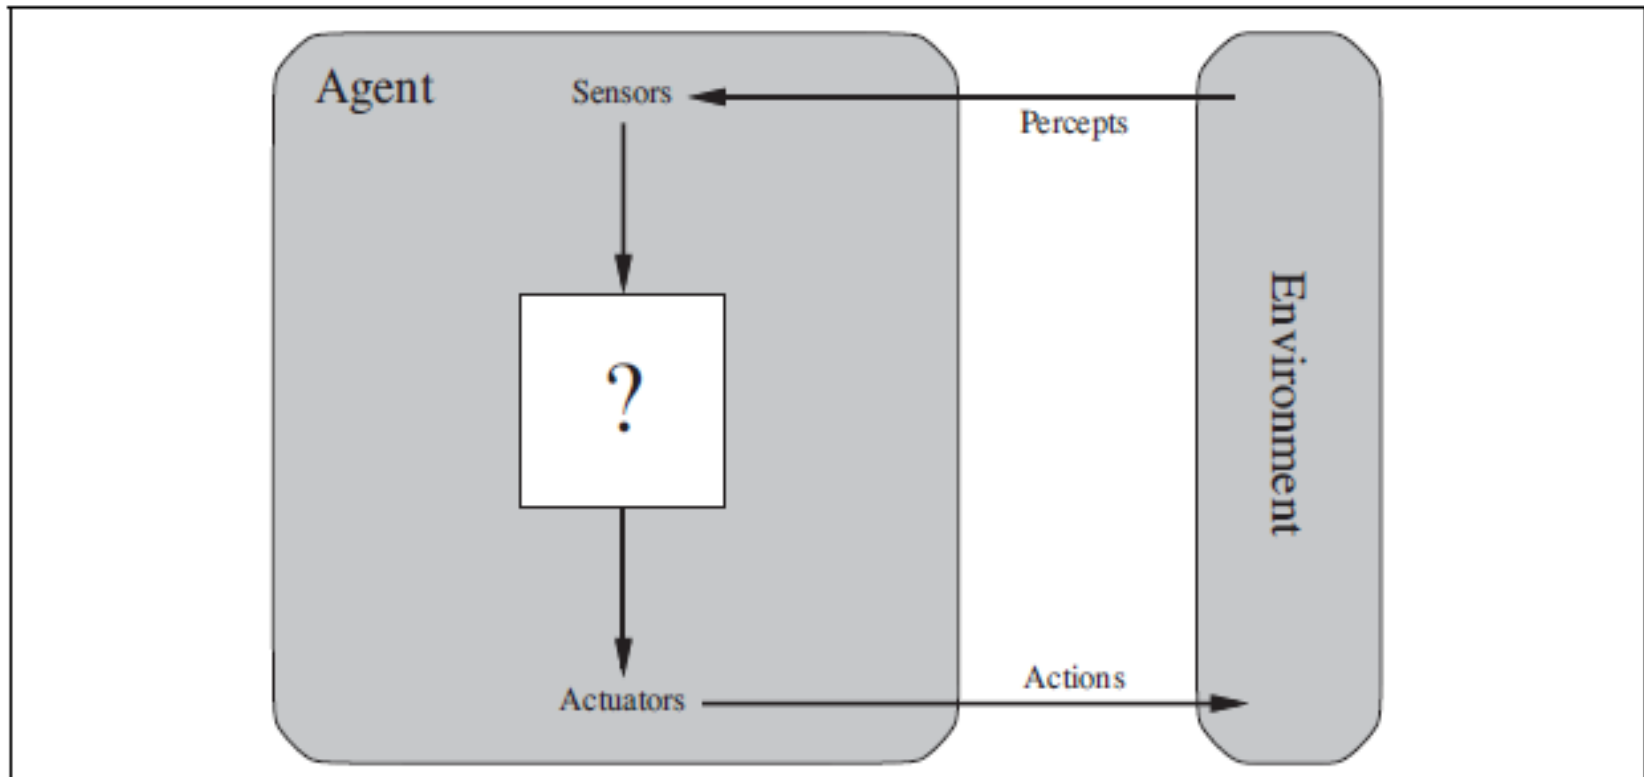 Agent
Sensors
Percepts
?
Environment
Actions
Actuators